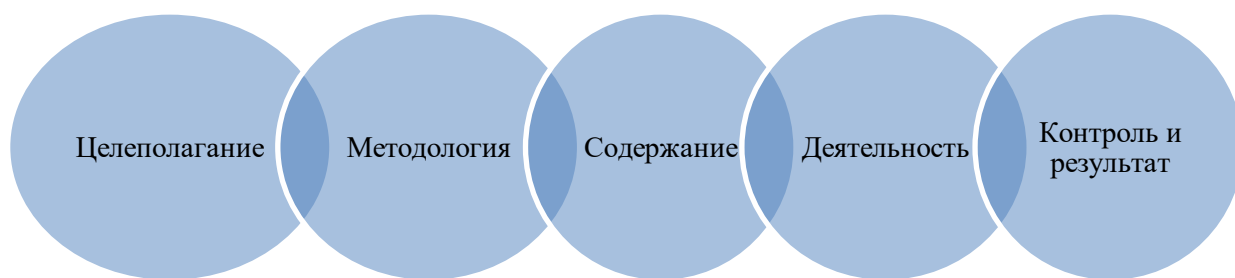 Целеполагание
Методология
Содержание
Деятельность
Контроль и
результат